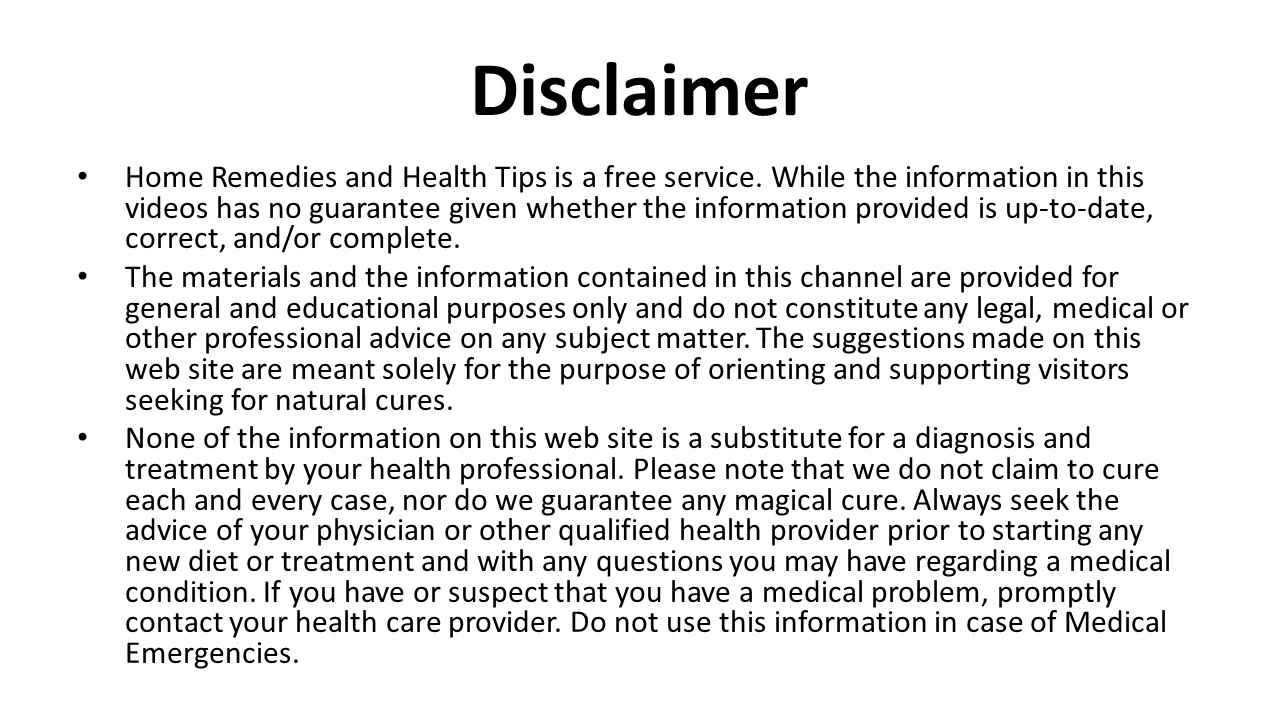 Disclaimer
• Home Remedies and Health Tips is a free service. While the information in this
videos has no guarantee given whether the information provided is up-to-date,
correct, and/or complete.
• The materials and the information contained in this channel are provided for
general and educational purposes only and do not constitute any legal, medical or
other professional advice on any subject matter. The suggestions made on this
web site are meant solely for the purpose of orienting and supporting visitors
seeking for natural cures.
• None of the information on this web site is a substitute for a diagnosis and
treatment by your health professional. Please note that we do not claim to cure
each and every case, nor do we guarantee any magical cure. Always seek the
advice of your physician or other qualified health provider prior to starting any
new diet or treatment and with any questions you may have regarding a medical
condition. If you have or suspect that you have a medical problem, promptly
contact your health care provider. Do not use this information in case of Medical
Emergencies.